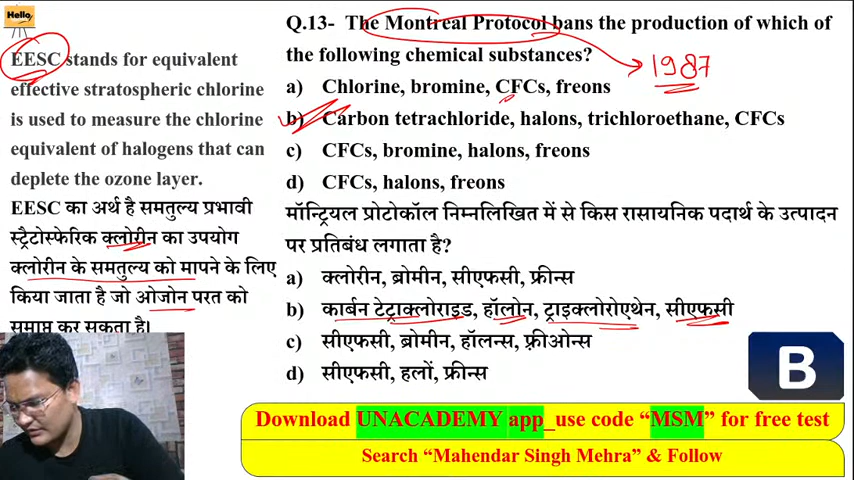 Hello
EESC stands for equivalent
effective stratospheric chlorine
is used to measure the chlorine
equivalent of halogens that can
deplete the ozone layer.
EESC का अर्थ है समतुल्य प्रभावी
स्ट्रैटोस्फेरिक क्लोरीन का उपयोग
क्लोरीन के समतुल्य को मापने के लिए
किया जाता है जो ओजोन परत को
समाप्त कर सकता है।
Q.13- The Montreal Protocol bans the production of which of
the following chemical substances?
1987
a) Chlorine, bromine, CFCs, freons
b) Carbon tetrachloride, halons, trichloroethane, CFCs
c) CFCs, bromine, halons, freons
d) CFCs, halons, freons
मॉन्ट्रियल प्रोटोकॉल निम्नलिखित में से किस रासायनिक पदार्थ के उत्पादन
पर प्रतिबंध लगाता है?
a) क्लोरीन, ब्रोमीन, सीएफसी, फ्रीन्स
b) कार्बन टेट्राक्लोराइड, हॉलोन, ट्राइक्लोरोएथेन, सीएफसी
c) सीएफसी, ब्रोमीन, हॉलन्स, फ़्रीओन्स
d) सीएफसी, हलों, फ्रीन्स
B
Download UNACADEMY app_use code “MSM” for free test
Search “Mahendar Singh Mehra” & Follow